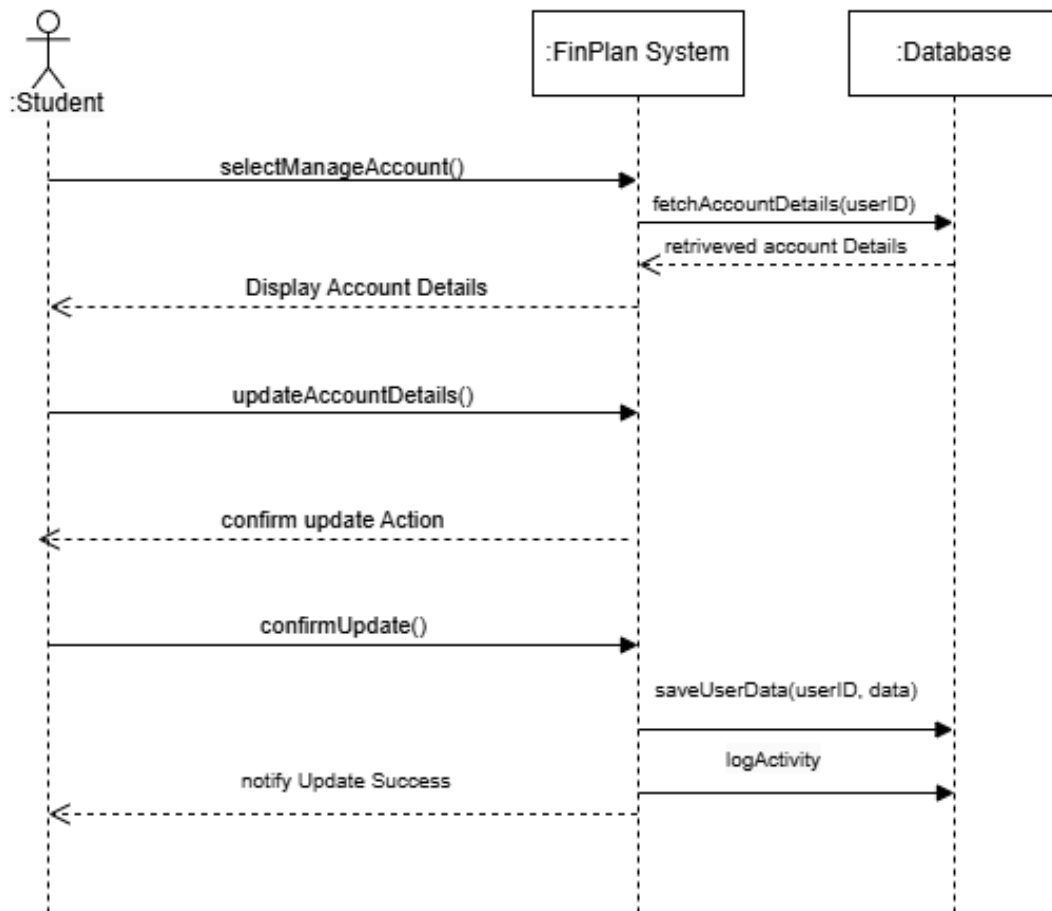 :Student
:FinPlan System
:Database
selectManageAccount()
fetchAccountDetails(userID)
retriveved account Details
Display Account Details
updateAccountDetails()
confirm update Action
confirmUpdate()
saveUserData(userID, data)
logActivity
notify Update Success